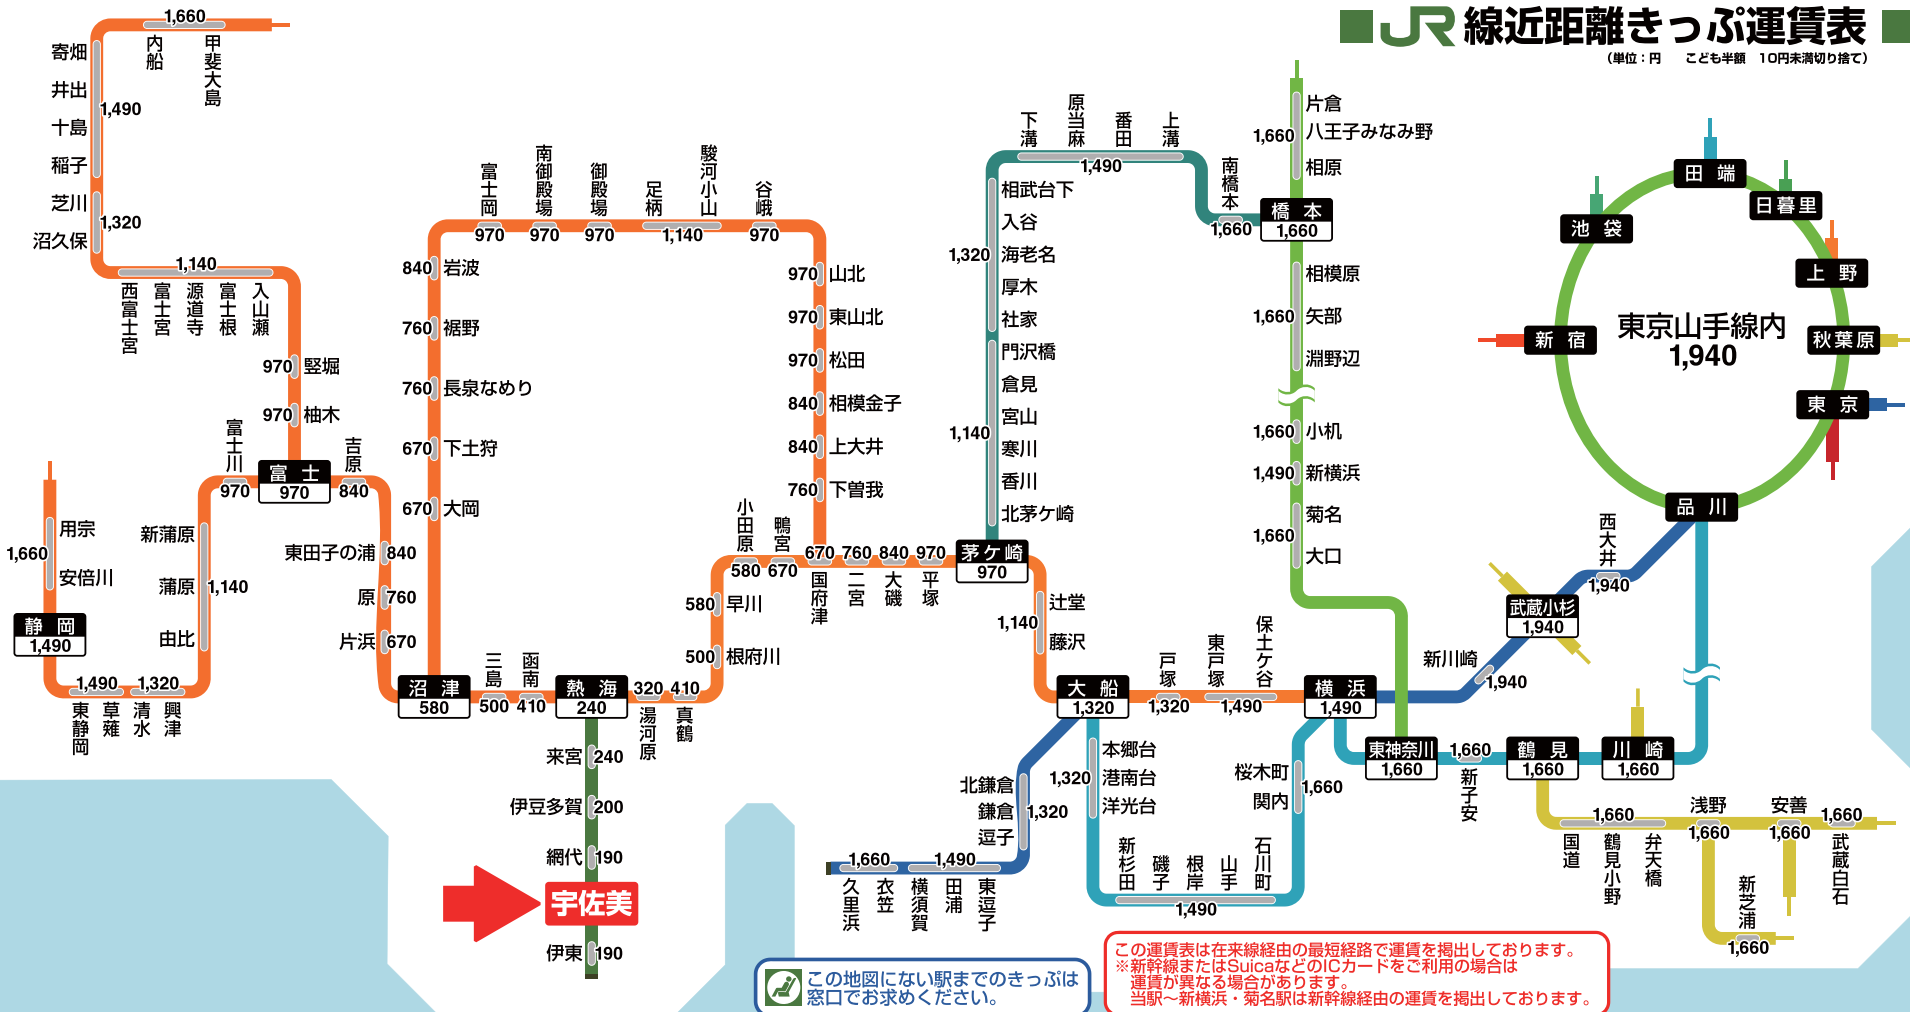 JR線近距離きっぷ運賃表
(単位：円　こども半額　10円未満切り捨て)
1,660
内船
甲斐大島
寄畑
井出
十島
稲子
1,490
芝川
沼久保
1,320
1,140
西富士宮
富士宮
源道寺
富士根
入山瀬
970 竪堀
970 柚木
富士川
970
富士
970
吉原
840
用宗
安倍川
1,660
静岡
1,490
1,490
東静岡
草薙
1,320
清水
興津
新蒲原
蒲原
由比
1,140
東田子の浦 840
原 760
片浜 670
沼津
580
840 岩波
760 裾野
760 長泉なめり
670 下土狩
670 大岡
富士岡
970
南御殿場
970
御殿場
970
足柄
駿河小山
1,140
谷峨
970
970 山北
970 東山北
970 松田
840 相模金子
840 上大井
760 下曽我
三島
500
函南
410
熱海
240
320
湯河原
410
真鶴
500 根府川
580 早川
小田原
580
鴨宮
670
670
国府津
760
二宮
840
大磯
970
平塚
茅ケ崎
970
来宮 240
伊豆多賀 200
網代 190
宇佐美
伊東 190
下溝
原当麻
番田
上溝
1,490
南橋本
1,660
橋本
1,660
相武台下
入谷
海老名
厚木
社家
1,320
門沢橋
倉見
宮山
寒川
香川
北茅ケ崎
1,140
片倉
八王子みなみ野
相原
1,660
相模原
矢部
淵野辺
1,660
1,660 小机
1,490 新横浜
菊名
大口
1,660
辻堂
藤沢
1,140
大船
1,320
戸塚
1,320
東戸塚
保土ケ谷
1,490
横浜
1,490
北鎌倉
鎌倉
逗子
1,320
1,660
久里浜
衣笠
1,490
横須賀
田浦
東逗子
本郷台
港南台
洋光台
1,320
新杉田
磯子
根岸
山手
石川町
1,490
桜木町
関内
1,660
新川崎
1,940
武蔵小杉
1,940
西大井
1,940
東神奈川
1,660
1,660
新子安
鶴見
1,660
川崎
1,660
1,660
国道
鶴見小野
弁天橋
浅野
1,660
安善
1,660
1,660
武蔵白石
新芝浦
1,660
田端
日暮里
池袋
上野
新宿
秋葉原
東京
品川
東京山手線内
1,940
この地図にない駅までのきっぷは
窓口でお求めください。
この運賃表は在来線経由の最短経路で運賃を掲出しております。
※新幹線またはSuicaなどのICカードをご利用の場合は
運賃が異なる場合があります。
当駅～新横浜・菊名駅は新幹線経由の運賃を掲出しております。